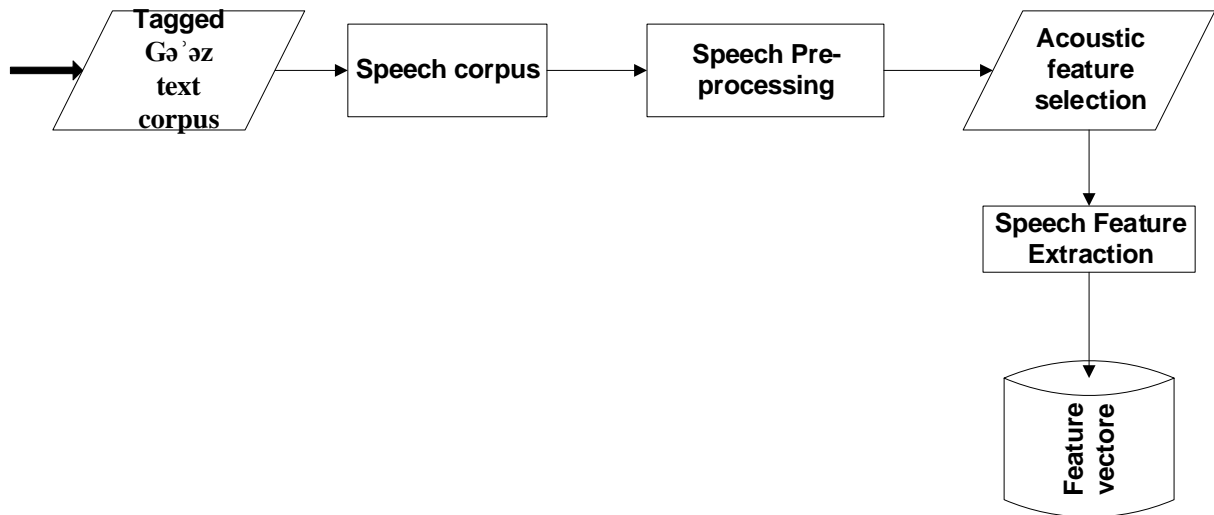 Tagged
Gəʾəz
text
corpus
Speech corpus
Speech Pre-
processing
Acoustic
feature
selection
Speech Feature
Extraction
Feature
vectore